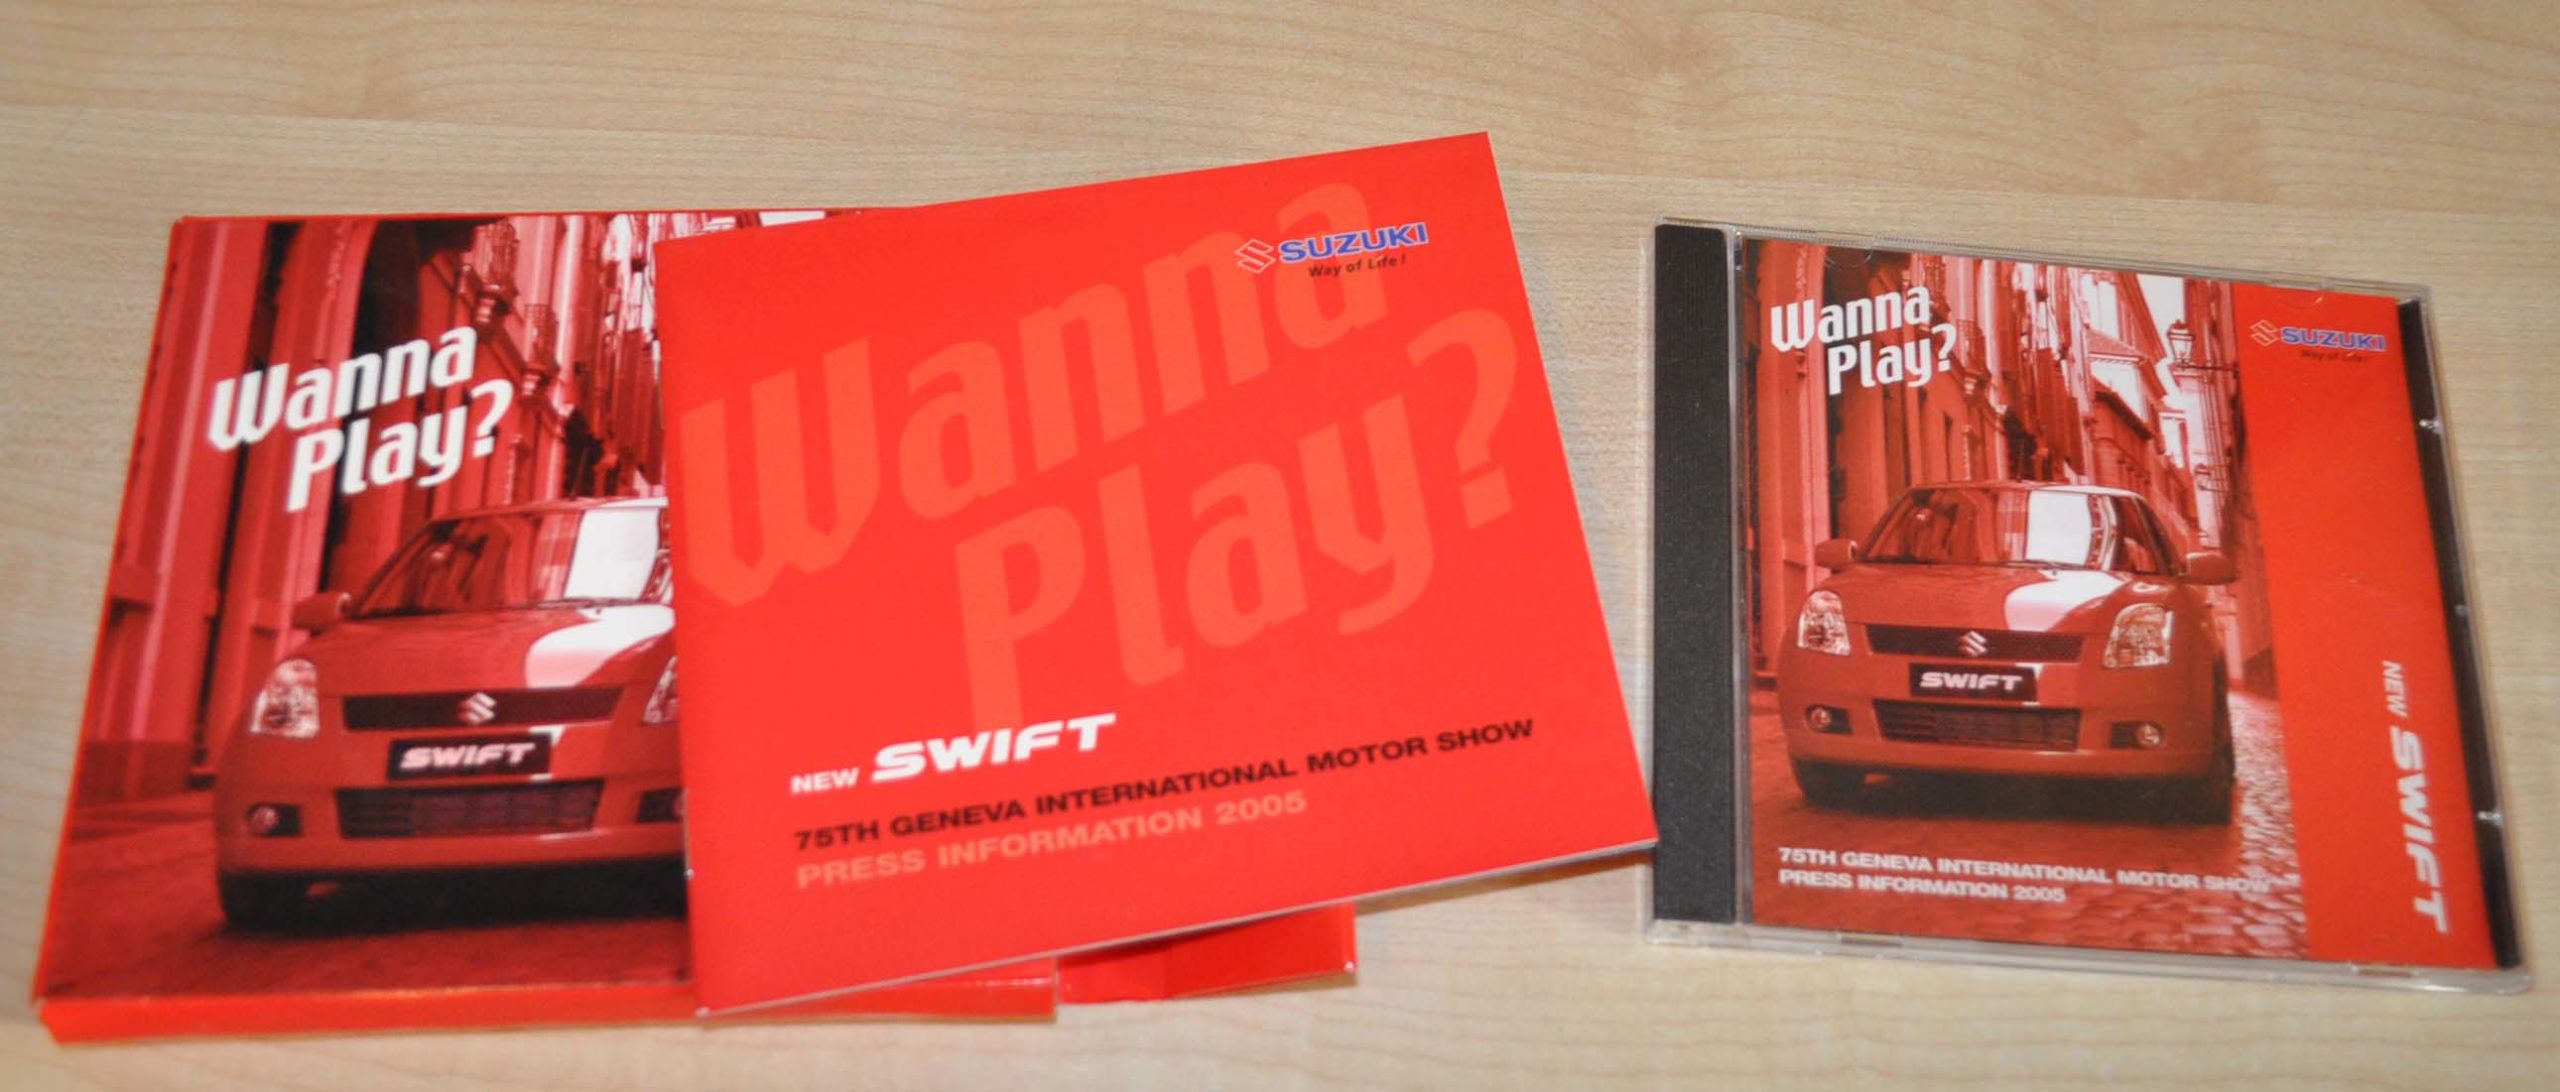 Wanna
Play?
SWIFT
SUZUKI
Way of Life!
Wanna
Play?
NEW SWIFT
75TH GENEVA INTERNATIONAL MOTOR SHOW
PRESS INFORMATION 2005
Wanna
Play?
SUZUKI
Way of Life!
SWIFT
NEW SWIFT
75TH GENEVA INTERNATIONAL MOTOR SHOW
PRESS INFORMATION 2005